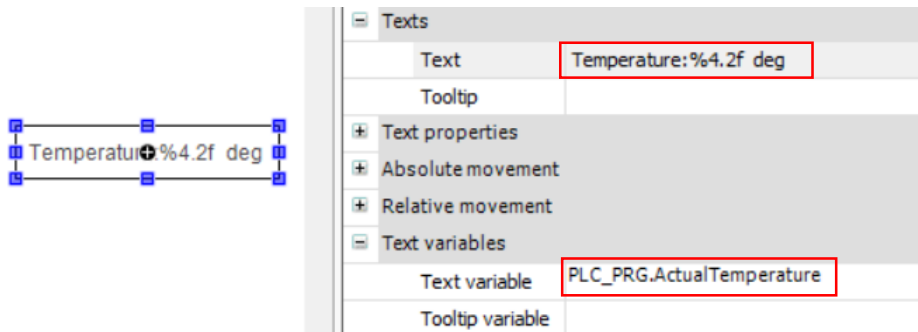 Texts
Text Temperature:%4.2f deg
Tooltip
Temperature:%4.2f deg
Text properties
Absolute movement
Relative movement
Text variables
Text variable PLC_PRG.ActualTemperature
Tooltip variable